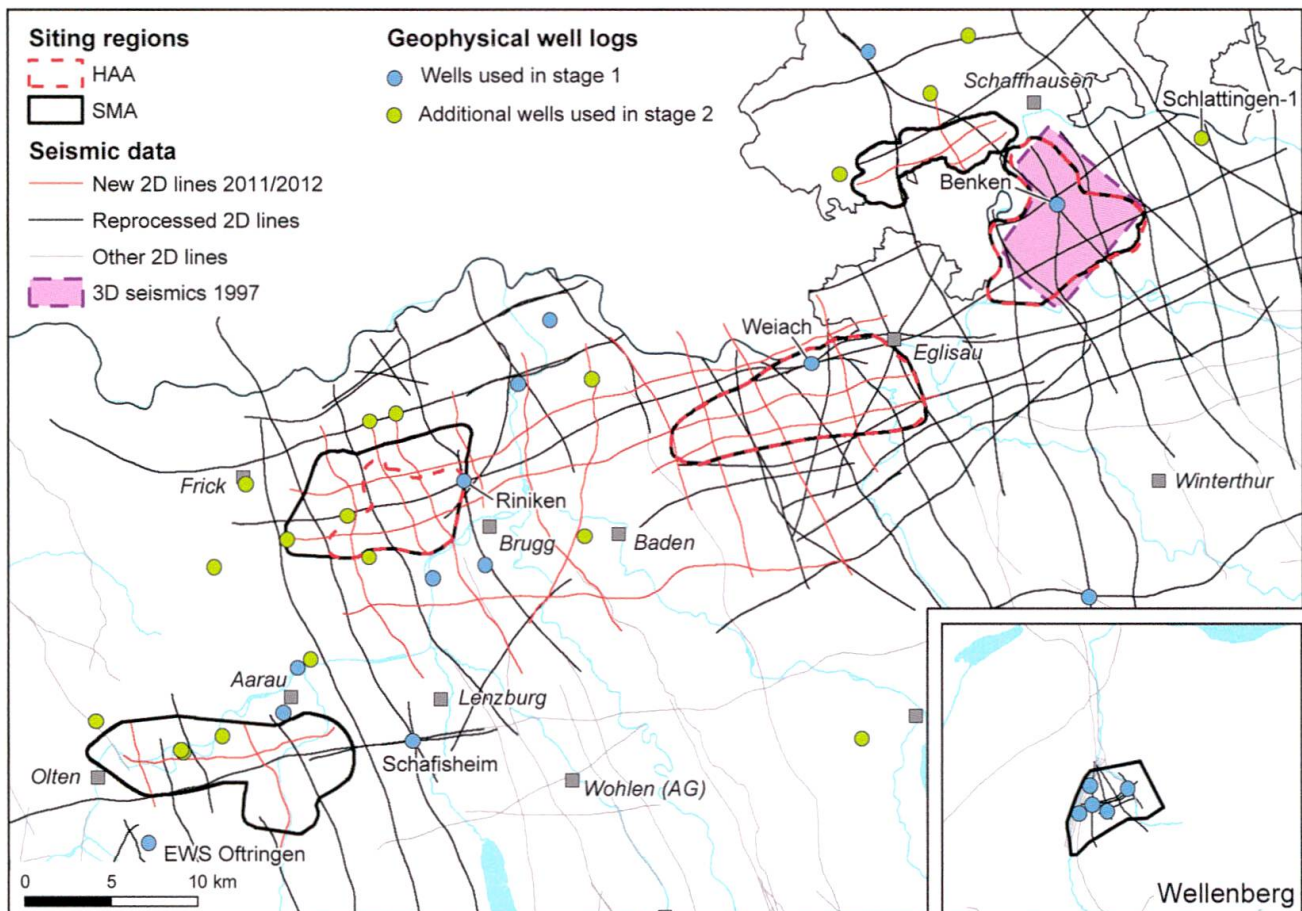 Siting regions
HAA
SMA
Seismic data
New 2D lines 2011/2012
Reprocessed 2D lines
Other 2D lines
3D seismics 1997
Geophysical well logs
Wells used in stage 1
Additional wells used in stage 2
Schaffhausen
Schlattingen-1
Benken
Weiach
Eglisau
Winterthur
Frick
Riniken
Brugg
Baden
Aarau
Lenzburg
Schafisheim
Olten
Wohlen (AG)
EWS Oftringen
0 5 10 km
Wellenberg